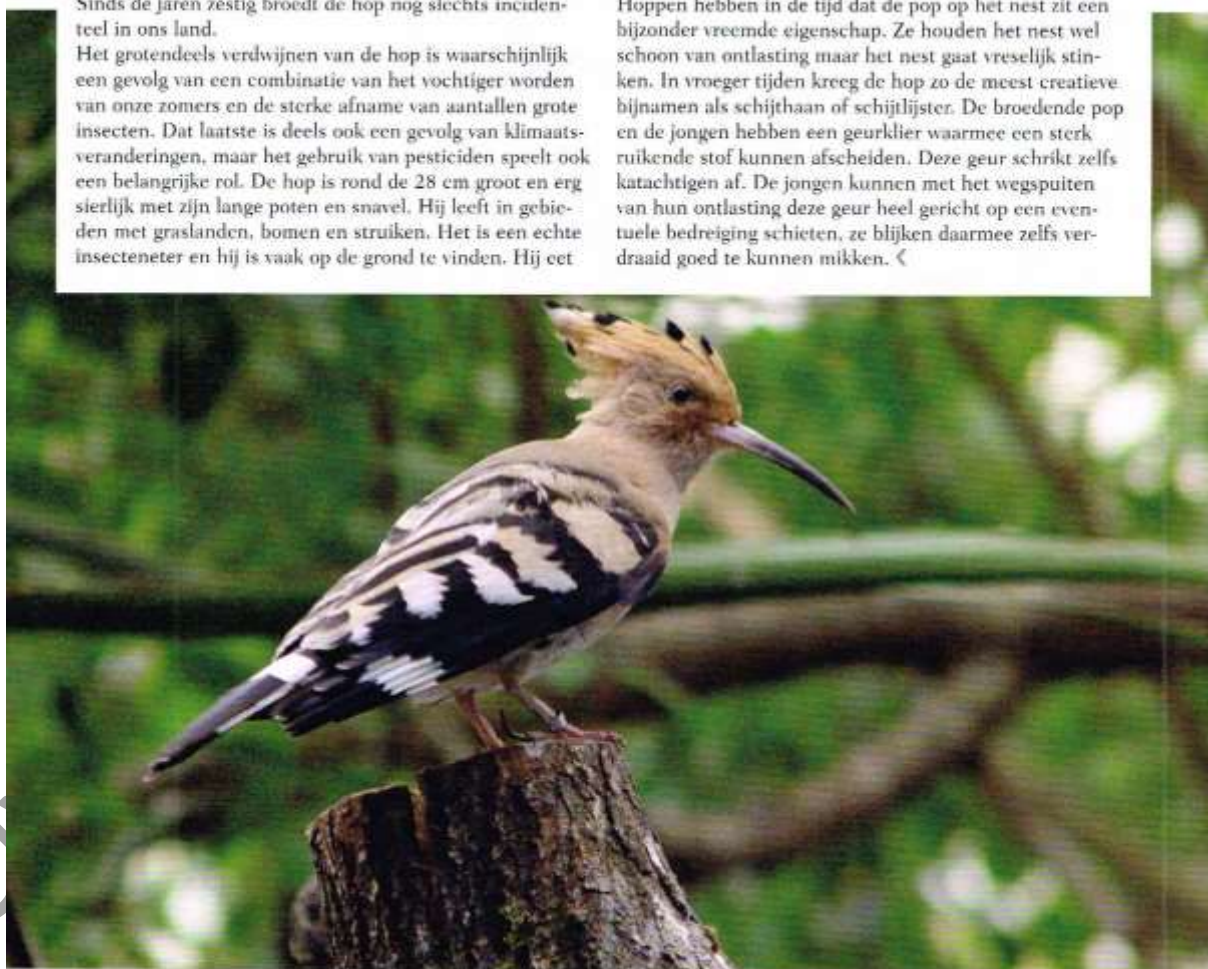 Sinds de jaren zestig broedt de hop nog slechts inciden-
teel in ons land.
Het grotendeels verdwijnen van de hop is waarschijnlijk
een gevolg van een combinatie van het vochtiger worden
van onze zomers en de sterke afname van aantallen grote
insecten. Dat laatste is deels ook een gevolg van klimaats-
veranderingen, maar het gebruik van pesticiden speelt ook
een belangrijke rol. De hop is rond de 28 cm groot en erg
sierlijk met zijn lange poten en snavel. Hij leeft in gebie-
den met graslanden, bomen en struiken. Het is een echte
insecteneter en hij is vaak op de grond te vinden. Hij eet
Hoppen hebben in de tijd dat de pop op het nest zit een
bijzonder vreemde eigenschap. Ze houden het nest wel
schoon van ontlasting maar het nest gaat vreselijk stin-
ken. In vroeger tijden kreeg de hop zo de meest creatieve
bijnamen als schijthaan of schijtlijster. De broedende pop
en de jongen hebben een geurklier waarmee een sterk
ruikende stof kunnen afscheiden. Deze geur schrikt zelfs
katachtigen af. De jongen kunnen met het wegspuiten
van hun ontlasting deze geur heel gericht op een even-
tuele bedreiging schieten, ze blijken daarmee zelfs ver-
draaid goed te kunnen mikken.